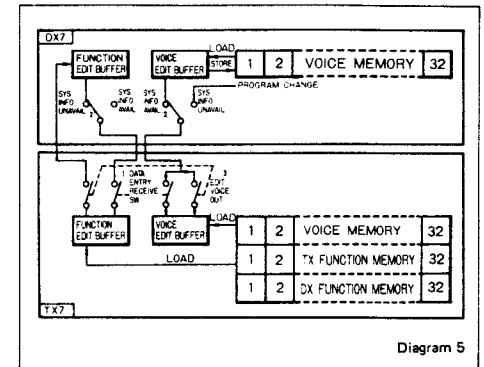 DX7
FUNCTION EDIT BUFFER
VOICE EDIT BUFFER
LOAD
STORE
1 2 VOICE MEMORY 32
PROGRAM CHANGE
SYS INFO UNAVAIL
2
SYS INFO AVAIL
SYS INFO AVAIL
2
SYS INFO UNAVAIL
1 DATA ENTRY RECEIVE SW
3 EDIT VOICE OUT
FUNCTION EDIT BUFFER
VOICE EDIT BUFFER
LOAD
LOAD
1 2 VOICE MEMORY 32
1 2 TX FUNCTION MEMORY 32
1 2 DX FUNCTION MEMORY 32
TX7
Diagram 5